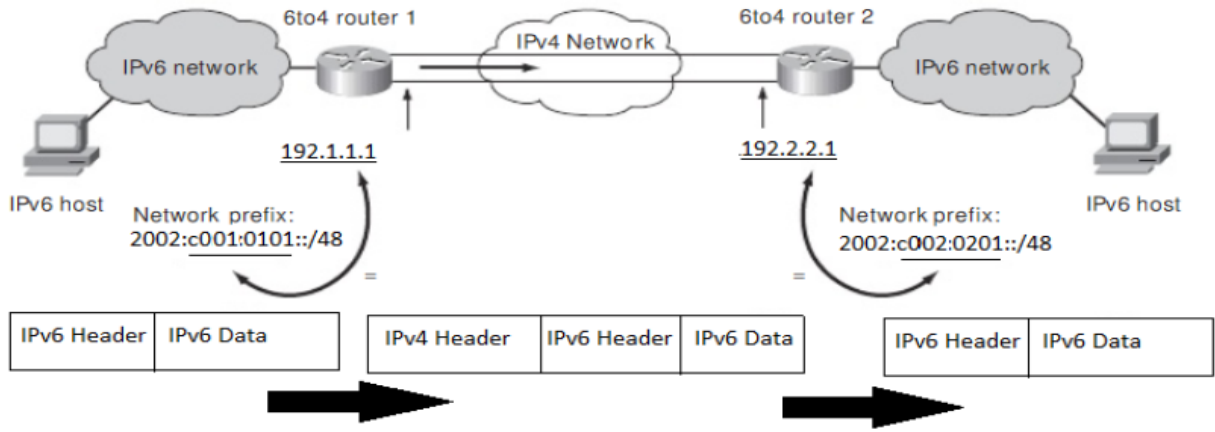 6to4 router 1
6to4 router 2
IPv4 Network
IPv6 network
IPv6 network
192.1.1.1
192.2.2.1
IPv6 host
IPv6 host
Network prefix:
2002:c001:0101::/48
Network prefix:
2002:c002:0201::/48
=
=
IPv6 Header
IPv6 Data
IPv4 Header
IPv6 Header
IPv6 Data
IPv6 Header
IPv6 Data